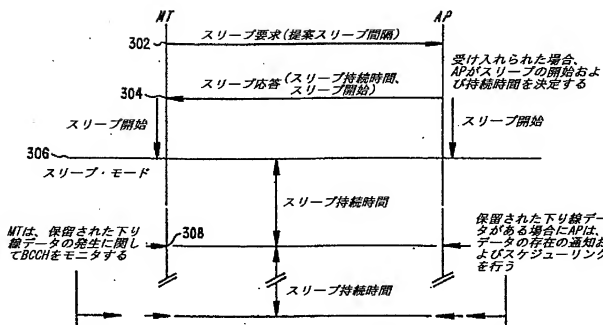 MT
AP
302
スリープ要求(提案スリープ間隔)
受け入れられた場合、
APがスリープの開始およ
び持続時間を決定する
304
スリープ応答(スリープ持続時間、
スリープ開始)
スリープ開始
スリープ開始
306
スリープ・モード
スリープ持続時間
MTは、保留された下り
線データの発生に関し
てBCCHをモニタする
308
保留された下り線デー
タがある場合にAPは、
データの存在の通知お
よびスケジューリング
を行う
スリープ持続時間